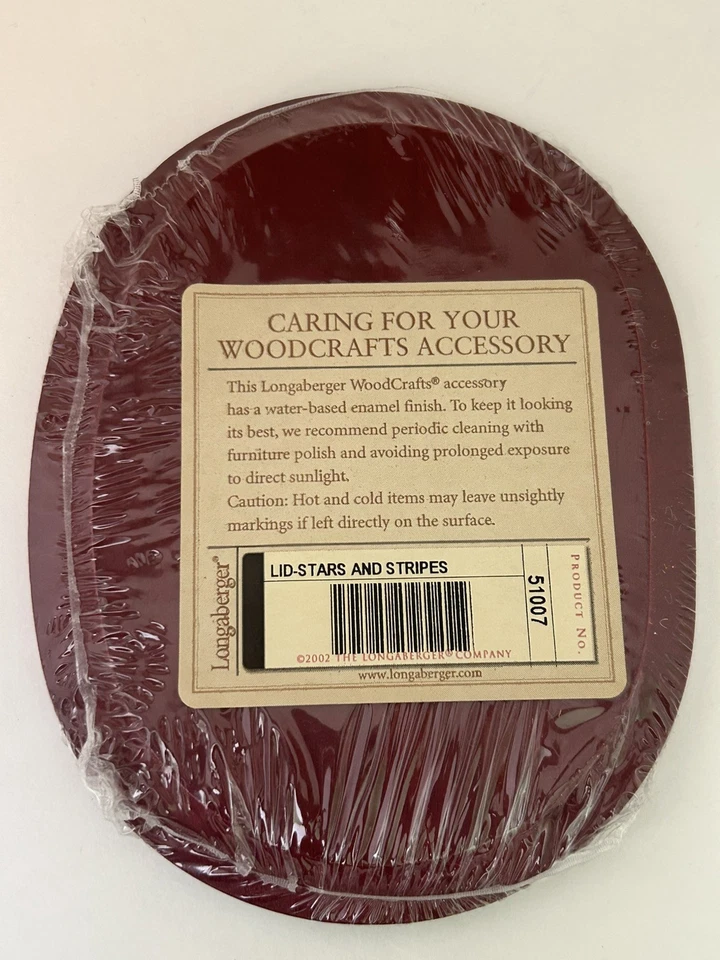 CARING FOR YOUR
WOODCRAFTS ACCESSORY
This Longaberger WoodCrafts® accessory
has a water-based enamel finish. To keep it looking
its best, we recommend periodic cleaning with
furniture polish and avoiding prolonged exposure
to direct sunlight.
Caution: Hot and cold items may leave unsightly
markings if left directly on the surface.
Longaberger®
LID-STARS AND STRIPES
51007
PRODUCT NO.
©2002 THE LONGABERGER® COMPANY
www.longaberger.com